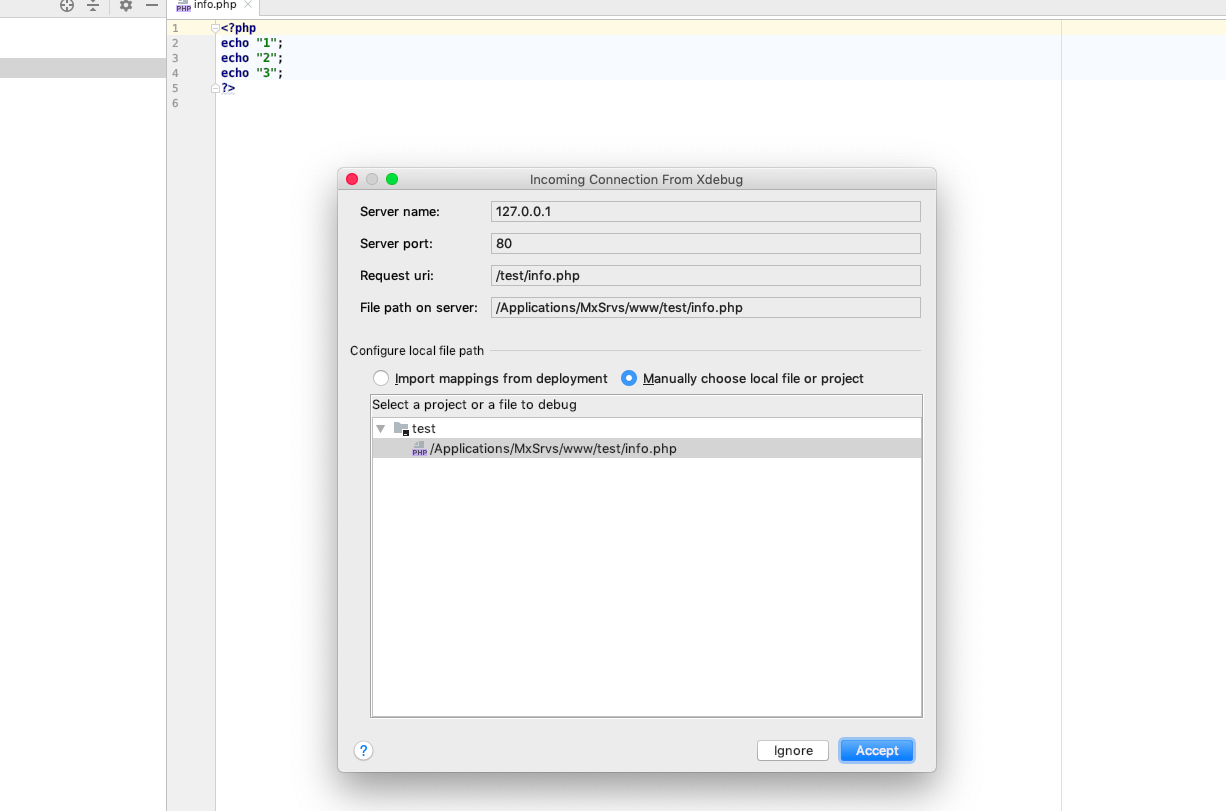 PHP info.php
1 <?php
2 echo "1";
3 echo "2";
4 echo "3";
5 ?>
6
Incoming Connection From Xdebug
Server name: 127.0.0.1
Server port: 80
Request uri: /test/info.php
File path on server: /Applications/MxSrvs/www/test/info.php
Configure local file path
Import mappings from deployment Manually choose local file or project
Select a project or a file to debug
test
PHP /Applications/MxSrvs/www/test/info.php
? Ignore Accept